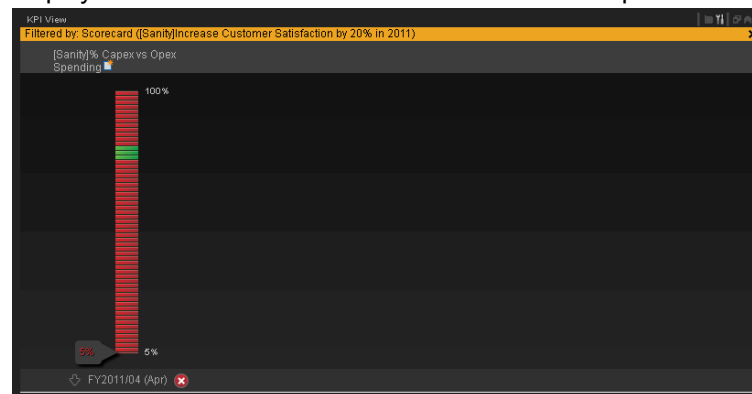 KPI View
Filtered by: Scorecard ([Sanity]Increase Customer Satisfaction by 20% in 2011)
[Sanity]% Capex vs Opex
Spending
100%
5%
5%
FY2011/04 (Apr)